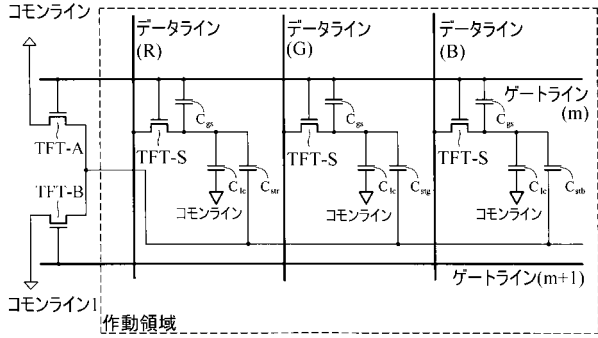 コモンライン
データライン
(R)
データライン
(G)
データライン
(B)
ゲートライン
(m)
Cgs
Cgs
Cgs
TFT-A
TFT-S
TFT-S
TFT-S
TFT-B
Clc
Cstr
Clc
Cstg
Clc
Cstb
コモンライン
コモンライン
コモンライン
ゲートライン(m+1)
コモンライン1
作動領域